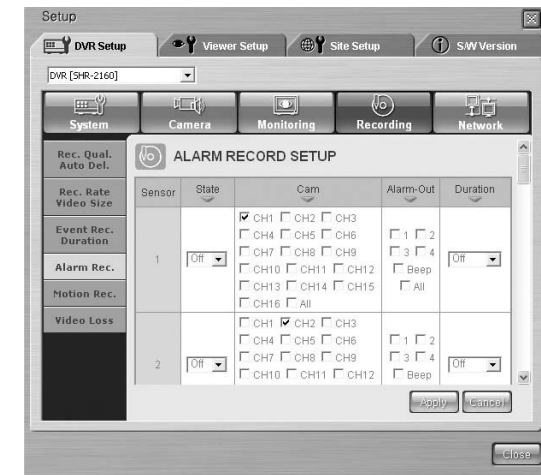 Setup
DVR Setup Viewer Setup Site Setup S/W Version
DVR [SHR-2160]
System Camera Monitoring Recording Network
Rec. Qual.
Auto Del.
Rec. Rate
Video Size
Event Rec.
Duration
Alarm Rec.
Motion Rec.
Video Loss
ALARM RECORD SETUP
Sensor State Cam Alarm-Out Duration
CH1 CH2 CH3
CH4 CH5 CH6 1 2
CH7 CH8 CH9 3 4
1 Off CH10 CH11 CH12 Beep Off
CH13 CH14 CH15 All
CH16 All
CH1 CH2 CH3
CH4 CH5 CH6 1 2
CH7 CH8 CH9 3 4
2 Off CH10 CH11 CH12 Beep Off
Apply Cancel
Close